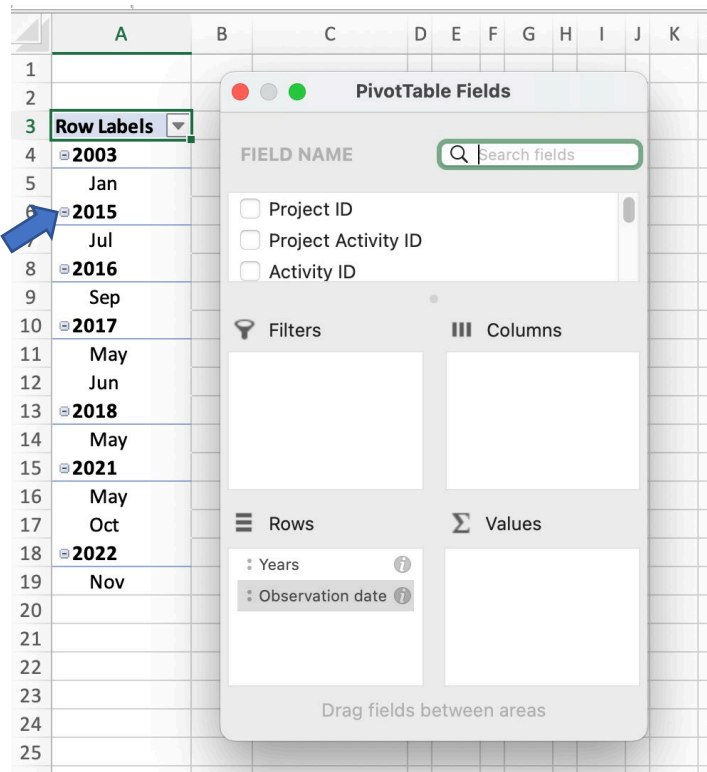 A B C D E F G H I J K
1
2
PivotTable Fields
3 Row Labels
FIELD NAME
Search fields
4 2003
5 Jan
Project ID
6 2015
Project Activity ID
7 Jul
Activity ID
8 2016
9 Sep
10 2017
Filters Columns
11 May
12 Jun
13 2018
14 May
15 2021
16 May
17 Oct
Rows Σ Values
18 2022
19 Nov
Years
Observation date
20
21
22
23
Drag fields between areas
24
25